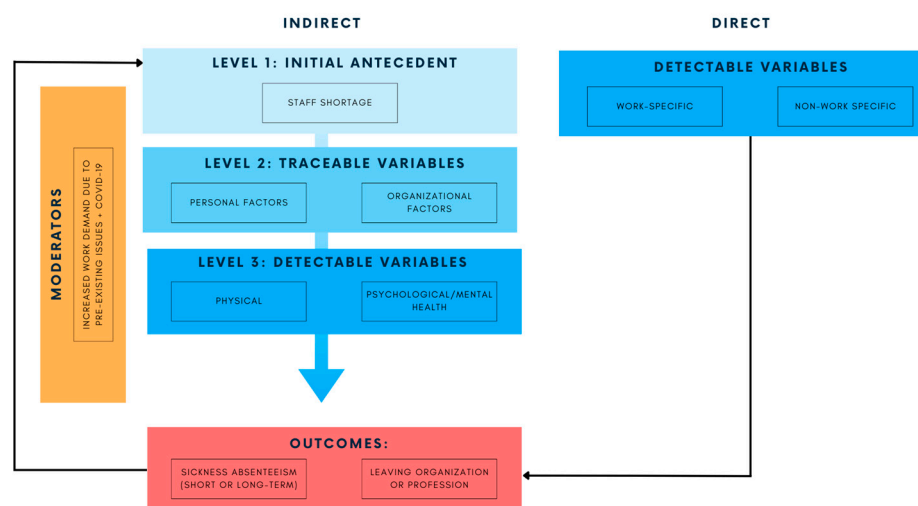 INDIRECT
DIRECT
LEVEL 1: INITIAL ANTECEDENT
STAFF SHORTAGE
DETECTABLE VARIABLES
WORK-SPECIFIC
NON-WORK SPECIFIC
LEVEL 2: TRACEABLE VARIABLES
PERSONAL FACTORS
ORGANIZATIONAL
FACTORS
LEVEL 3: DETECTABLE VARIABLES
PHYSICAL
PSYCHOLOGICAL/MENTAL
HEALTH
MODERATORS
INCREASED WORK DEMAND DUE TO
PRE-EXISTING ISSUES + COVID-19
OUTCOMES:
SICKNESS ABSENTEEISM
(SHORT OR LONG-TERM)
LEAVING ORGANIZATION
OR PROFESSION